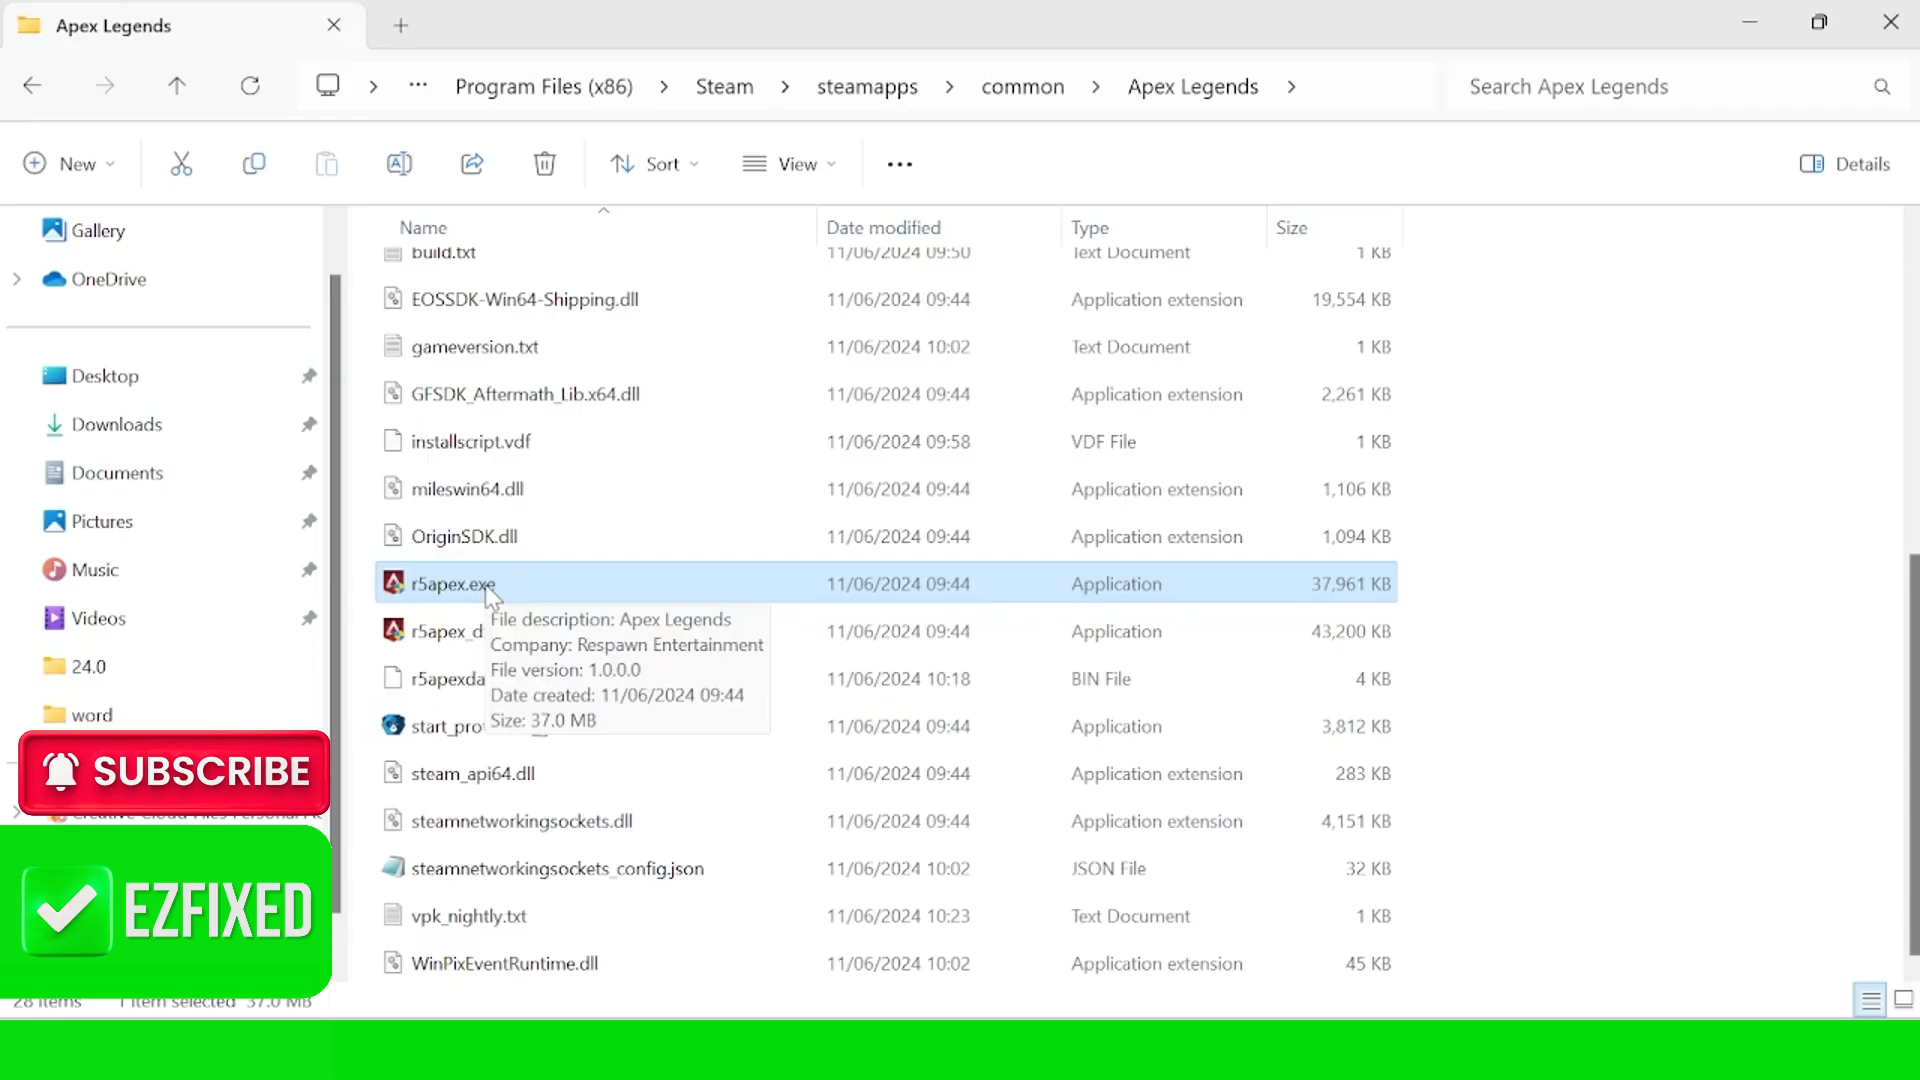 Apex Legends
Program Files (x86) Steam steamapps common Apex Legends
Search Apex Legends
New Sort View Details
Gallery
OneDrive
Desktop
Downloads
Documents
Pictures
Music
Videos
24.0
word
Name Date modified Type Size
build.txt 11/06/2024 09:50 Text Document 1 KB
EOSSDK-Win64-Shipping.dll 11/06/2024 09:44 Application extension 19,554 KB
gameversion.txt 11/06/2024 10:02 Text Document 1 KB
GFSDK_Aftermath_Lib.x64.dll 11/06/2024 09:44 Application extension 2,261 KB
installscript.vdf 11/06/2024 09:58 VDF File 1 KB
mileswin64.dll 11/06/2024 09:44 Application extension 1,106 KB
OriginSDK.dll 11/06/2024 09:44 Application extension 1,094 KB
r5apex.exe 11/06/2024 09:44 Application 37,961 KB
r5apex_d 11/06/2024 09:44 Application 43,200 KB
r5apexda 11/06/2024 10:18 BIN File 4 KB
start_pro 11/06/2024 09:44 Application 3,812 KB
steam_api64.dll 11/06/2024 09:44 Application extension 283 KB
steamnetworkingsockets.dll 11/06/2024 09:44 Application extension 4,151 KB
steamnetworkingsockets_config.json 11/06/2024 10:02 JSON File 32 KB
vpk_nightly.txt 11/06/2024 10:23 Text Document 1 KB
WinPixEventRuntime.dll 11/06/2024 10:02 Application extension 45 KB
File description: Apex Legends
Company: Respawn Entertainment
File version: 1.0.0.0
Date created: 11/06/2024 09:44
Size: 37.0 MB
SUBSCRIBE
Creative Cloud Files Personal
EZFIXED
28 items 1 item selected 37.0 MB